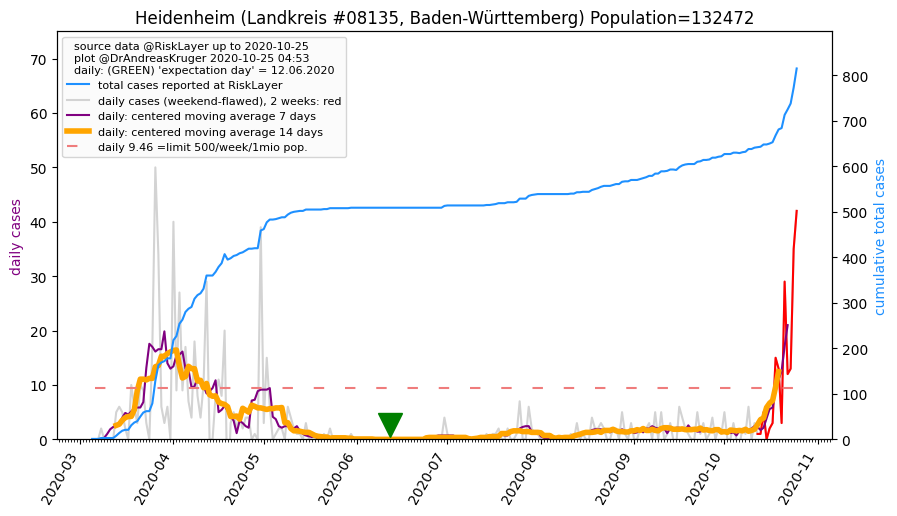 Heidenheim (Landkreis #08135, Baden-Württemberg) Population=132472
source data @RiskLayer up to 2020-10-25
plot @DrAndreasKruger 2020-10-25 04:53
daily: (GREEN) 'expectation day' = 12.06.2020
total cases reported at RiskLayer
daily cases (weekend-flawed), 2 weeks: red
daily: centered moving average 7 days
daily: centered moving average 14 days
daily 9.46 =limit 500/week/1mio pop.
daily cases
70
60
50
40
30
20
10
0
cumulative total cases
800
700
600
500
400
300
200
100
0
2020-03
2020-04
2020-05
2020-06
2020-07
2020-08
2020-09
2020-10
2020-11